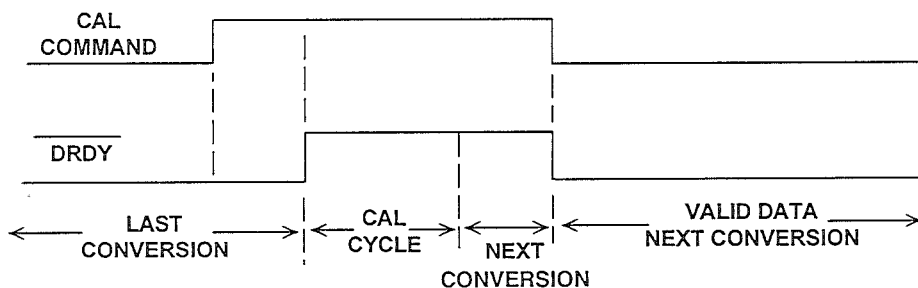 CAL
COMMAND
DRDY
LAST
CONVERSION
CAL
CYCLE
NEXT
CONVERSION
VALID DATA
NEXT CONVERSION